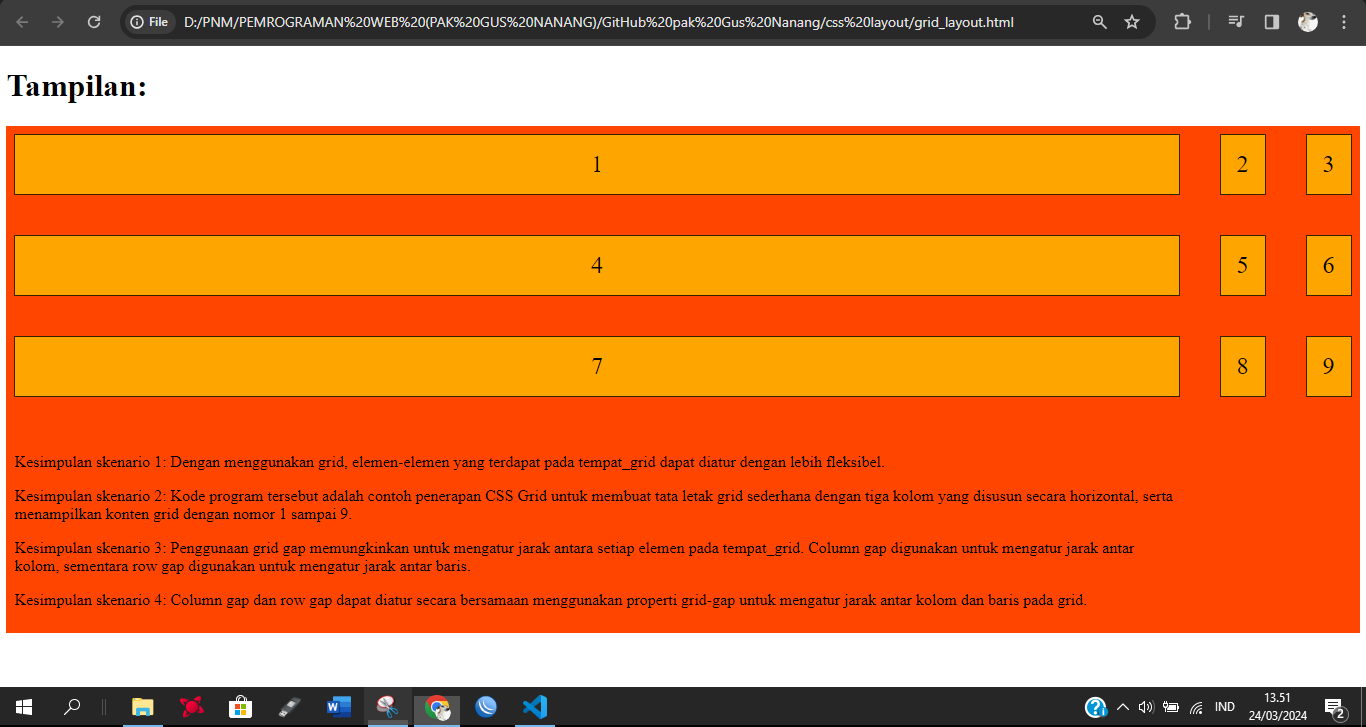 File D:/PNM/PEMROGRAMAN%20WEB%20(PAK%20GUS%20NANANG)/GitHub%20pak%20Gus%20Nanang/css%20layout/grid_layout.html
Tampilan:
1 2 3
4 5 6
7 8 9
Kesimpulan skenario 1: Dengan menggunakan grid, elemen-elemen yang terdapat pada tempat_grid dapat diatur dengan lebih fleksibel.
Kesimpulan skenario 2: Kode program tersebut adalah contoh penerapan CSS Grid untuk membuat tata letak grid sederhana dengan tiga kolom yang disusun secara horizontal, serta
menampilkan konten grid dengan nomor 1 sampai 9.
Kesimpulan skenario 3: Penggunaan grid gap memungkinkan untuk mengatur jarak antara setiap elemen pada tempat_grid. Column gap digunakan untuk mengatur jarak antar
kolom, sementara row gap digunakan untuk mengatur jarak antar baris.
Kesimpulan skenario 4: Column gap dan row gap dapat diatur secara bersamaan menggunakan properti grid-gap untuk mengatur jarak antar kolom dan baris pada grid.
IND
13.51
24/03/2024
2